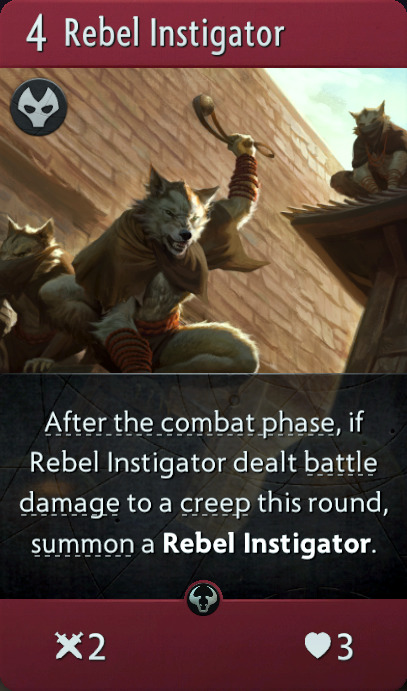 4 Rebel Instigator
After the combat phase, if
Rebel Instigator dealt battle
damage to a creep this round,
summon a Rebel Instigator.
2 3